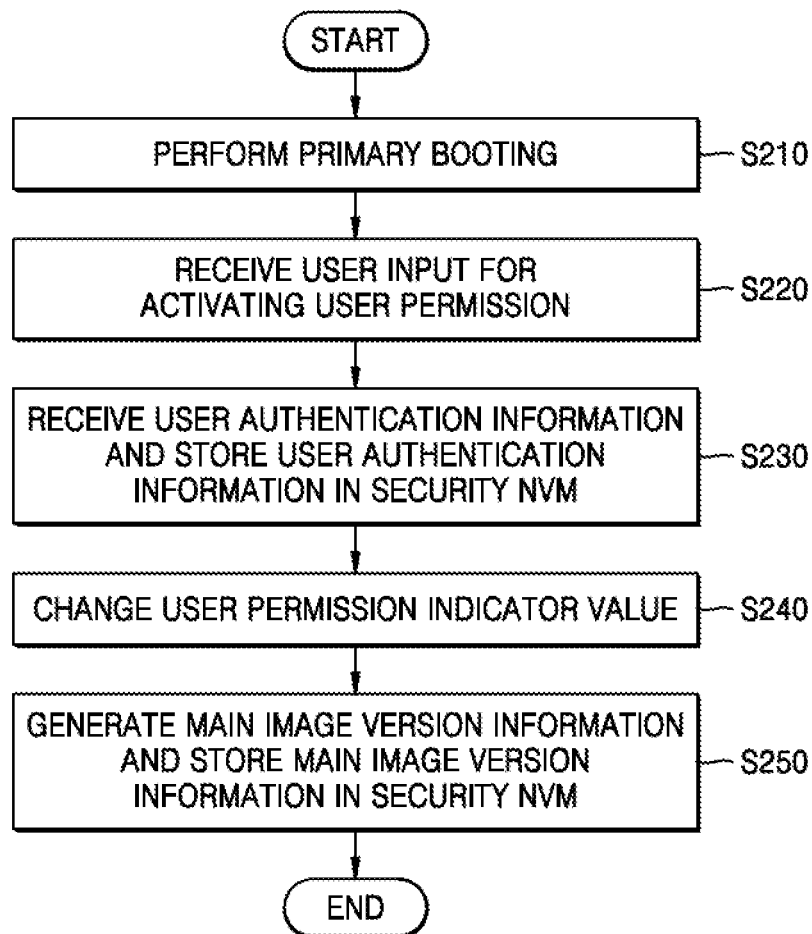 START
PERFORM PRIMARY BOOTING
S210
RECEIVE USER INPUT FOR
ACTIVATING USER PERMISSION
S220
RECEIVE USER AUTHENTICATION INFORMATION
AND STORE USER AUTHENTICATION
INFORMATION IN SECURITY NVM
S230
CHANGE USER PERMISSION INDICATOR VALUE
S240
GENERATE MAIN IMAGE VERSION INFORMATION
AND STORE MAIN IMAGE VERSION
INFORMATION IN SECURITY NVM
S250
END